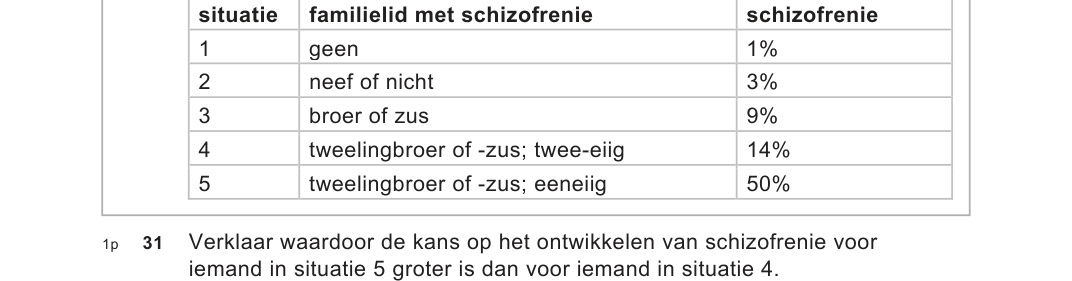 situatie familielid met schizofrenie schizofrenie
1 geen 1%
2 neef of nicht 3%
3 broer of zus 9%
4 tweelingbroer of -zus; twee-eiig 14%
5 tweelingbroer of -zus; eeneiig 50%
1p 31 Verklaar waardoor de kans op het ontwikkelen van schizofrenie voor
iemand in situatie 5 groter is dan voor iemand in situatie 4.